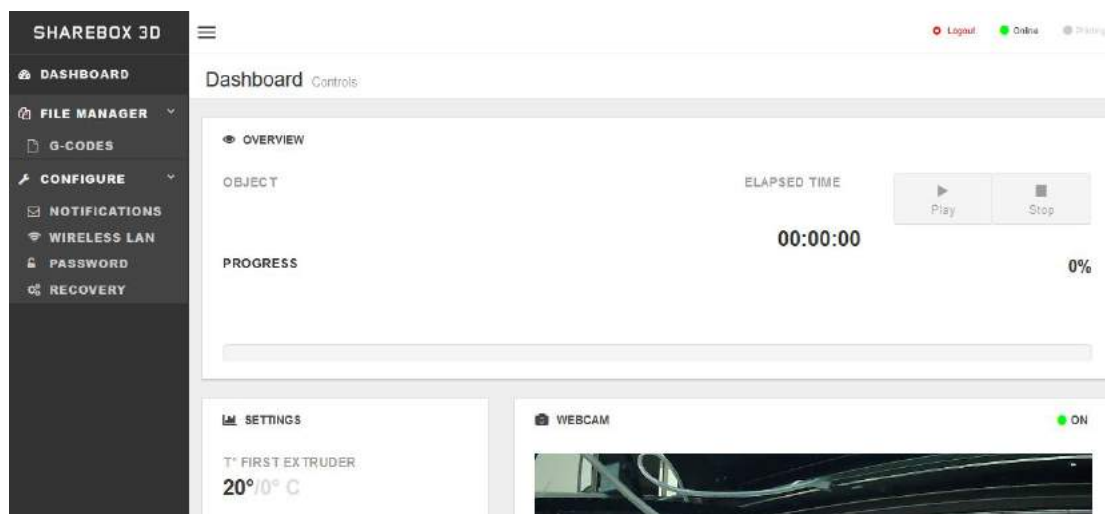 SHAREBOX 3D
Logout
Online
Printing
DASHBOARD
Dashboard Controls
FILE MANAGER
G-CODES
CONFIGURE
NOTIFICATIONS
WIRELESS LAN
PASSWORD
RECOVERY
OVERVIEW
OBJECT
ELAPSED TIME
Play
Stop
00:00:00
PROGRESS
0%
SETTINGS
WEBCAM
ON
T° FIRST EXTRUDER
20°/0° C